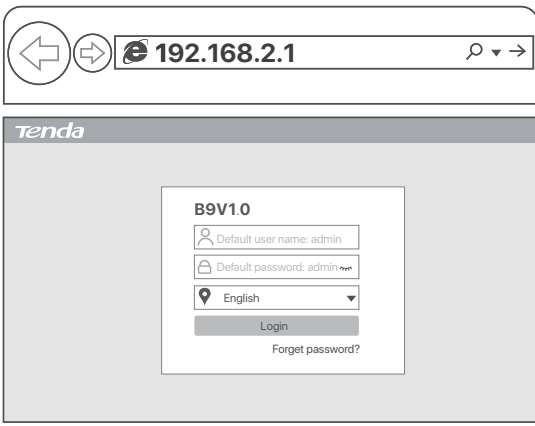 192.168.2.1
Tenda
B9V1.0
Default user name: admin
Default password: admin
English
Login
Forget password?